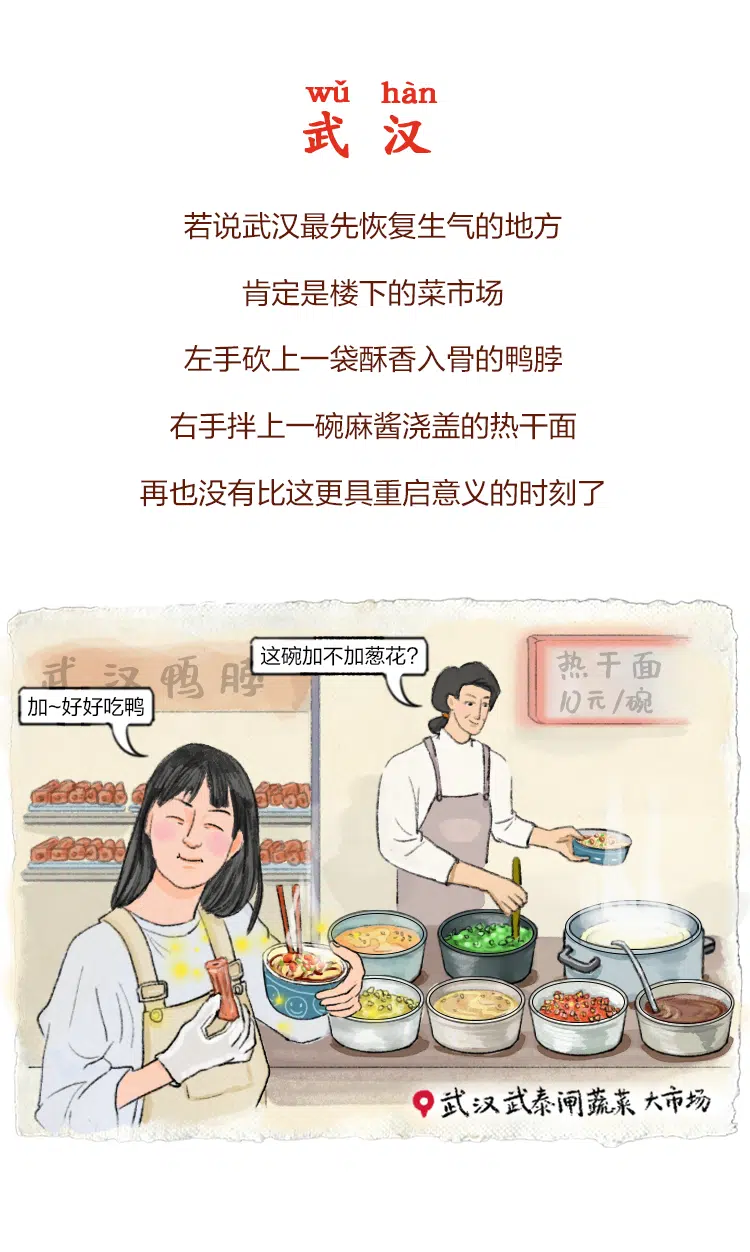 wǔ hàn
武汉
若说武汉最先恢复生气的地方
肯定是楼下的菜市场
左手砍上一袋酥香入骨的鸭脖
右手拌上一碗麻酱浇盖的热干面
再也没有比这更具重启意义的时刻了
武汉鸭脖
这碗加不加葱花?
热干面
10元/碗
加~好好吃鸭
武汉武泰闸蔬菜大市场